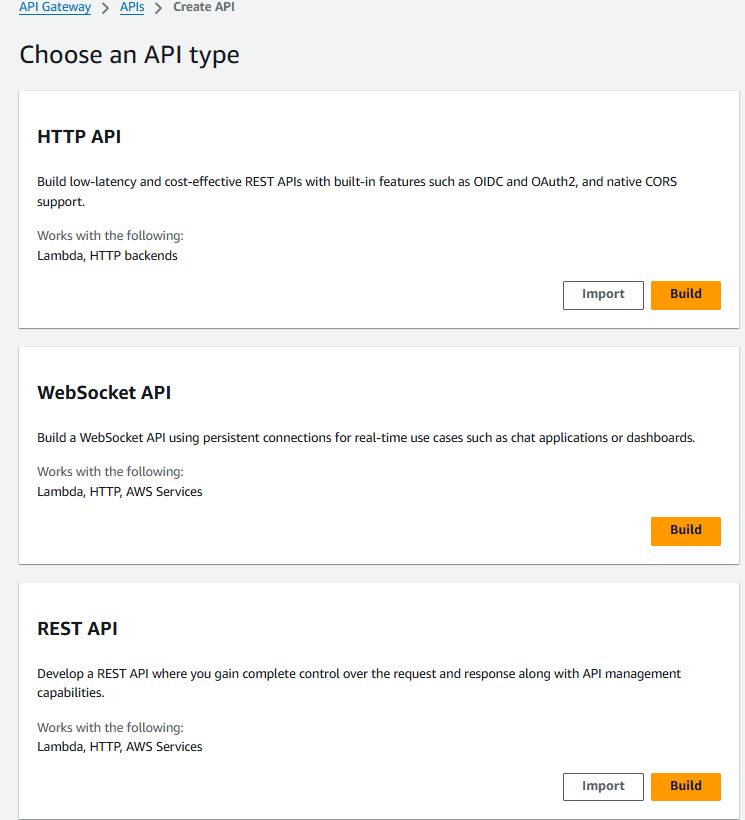 API Gateway > APIs > Create API
Choose an API type
HTTP API
Build low-latency and cost-effective REST APIs with built-in features such as OIDC and OAuth2, and native CORS
support.
Works with the following:
Lambda, HTTP backends
Import Build
WebSocket API
Build a WebSocket API using persistent connections for real-time use cases such as chat applications or dashboards.
Works with the following:
Lambda, HTTP, AWS Services
Build
REST API
Develop a REST API where you gain complete control over the request and response along with API management
capabilities.
Works with the following:
Lambda, HTTP, AWS Services
Import Build